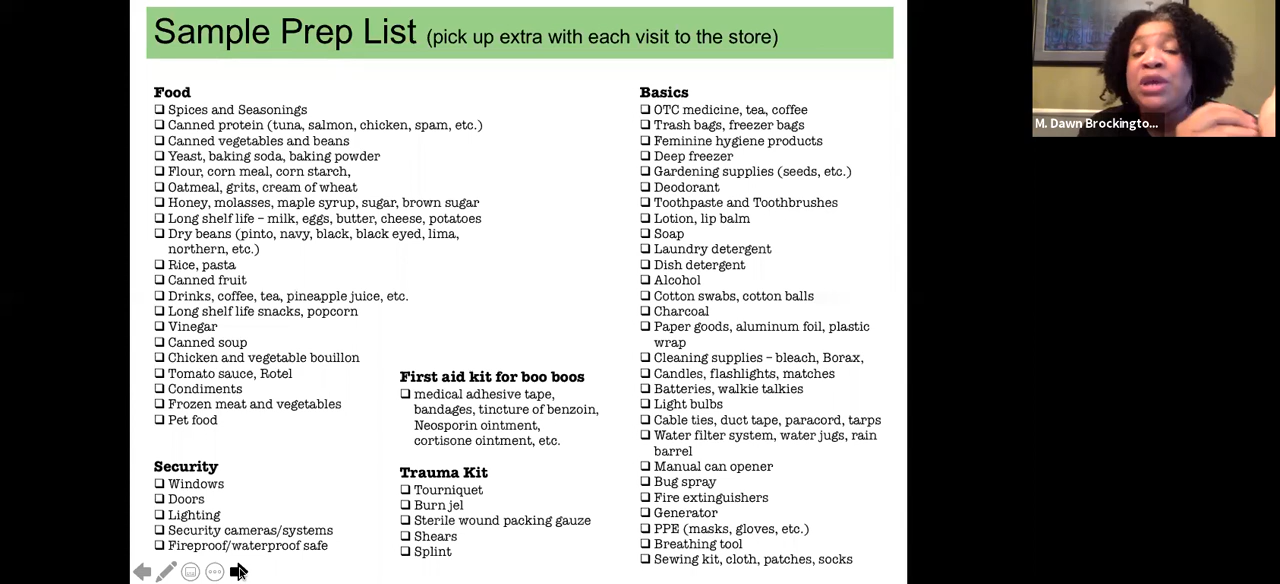 Sample Prep List (pick up extra with each visit to the store)
Food
❑ Spices and Seasonings
❑ Canned protein (tuna, salmon, chicken, spam, etc.)
❑ Canned vegetables and beans
❑ Yeast, baking soda, baking powder
❑ Flour, corn meal, corn starch,
❑ Oatmeal, grits, cream of wheat
❑ Honey, molasses, maple syrup, sugar, brown sugar
❑ Long shelf life – milk, eggs, butter, cheese, potatoes
❑ Dry beans (pinto, navy, black, black eyed, lima,
northern, etc.)
❑ Rice, pasta
❑ Canned fruit
❑ Drinks, coffee, tea, pineapple juice, etc.
❑ Long shelf life snacks, popcorn
❑ Vinegar
❑ Canned soup
❑ Chicken and vegetable bouillon
❑ Tomato sauce, Rotel
❑ Condiments
❑ Frozen meat and vegetables
❑ Pet food
Security
❑ Windows
❑ Doors
❑ Lighting
❑ Security cameras/systems
❑ Fireproof/waterproof safe
First aid kit for boo boos
❑ medical adhesive tape,
bandages, tincture of benzoin,
Neosporin ointment,
cortisone ointment, etc.
Trauma Kit
❑ Tourniquet
❑ Burn jel
❑ Sterile wound packing gauze
❑ Shears
❑ Splint
Basics
❑ OTC medicine, tea, coffee
❑ Trash bags, freezer bags
❑ Feminine hygiene products
❑ Deep freezer
❑ Gardening supplies (seeds, etc.)
❑ Deodorant
❑ Toothpaste and Toothbrushes
❑ Lotion, lip balm
❑ Soap
❑ Laundry detergent
❑ Dish detergent
❑ Alcohol
❑ Cotton swabs, cotton balls
❑ Charcoal
❑ Paper goods, aluminum foil, plastic
wrap
❑ Cleaning supplies – bleach, Borax,
❑ Candles, flashlights, matches
❑ Batteries, walkie talkies
❑ Light bulbs
❑ Cable ties, duct tape, paracord, tarps
❑ Water filter system, water jugs, rain
barrel
❑ Manual can opener
❑ Bug spray
❑ Fire extinguishers
❑ Generator
❑ PPE (masks, gloves, etc.)
❑ Breathing tool
❑ Sewing kit, cloth, patches, socks
M. Dawn Brockingto...